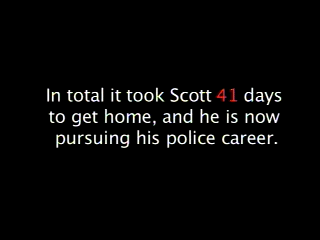 In total it took Scott 41 days
to get home, and he is now
pursuing his police career.